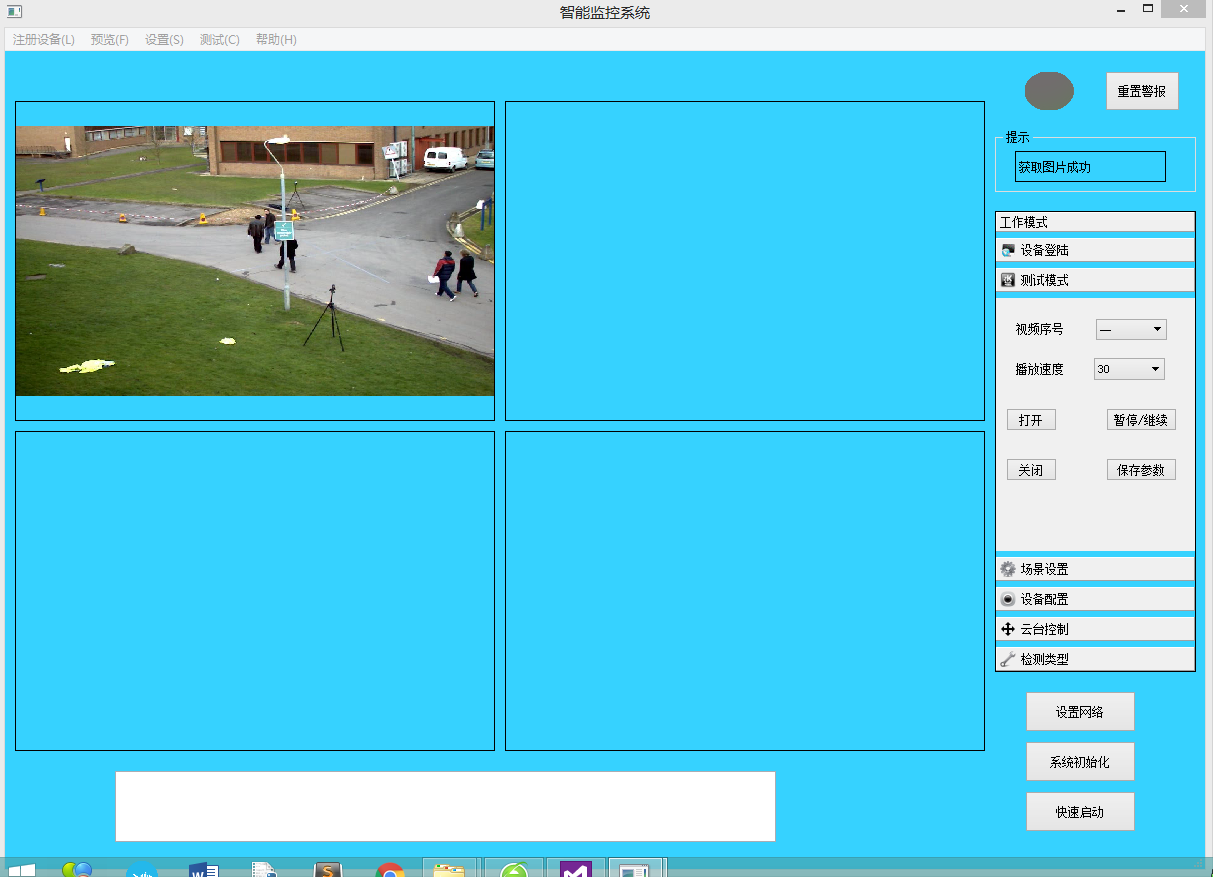 智能监控系统
注册设备(L) 预览(F) 设置(S) 测试(C) 帮助(H)
重置警报
提示
获取图片成功
工作模式
设备登陆
测试模式
视频序号 一
播放速度 30
打开 暂停/继续
关闭 保存参数
场景设置
设备配置
云台控制
检测类型
设置网络
系统初始化
快速启动